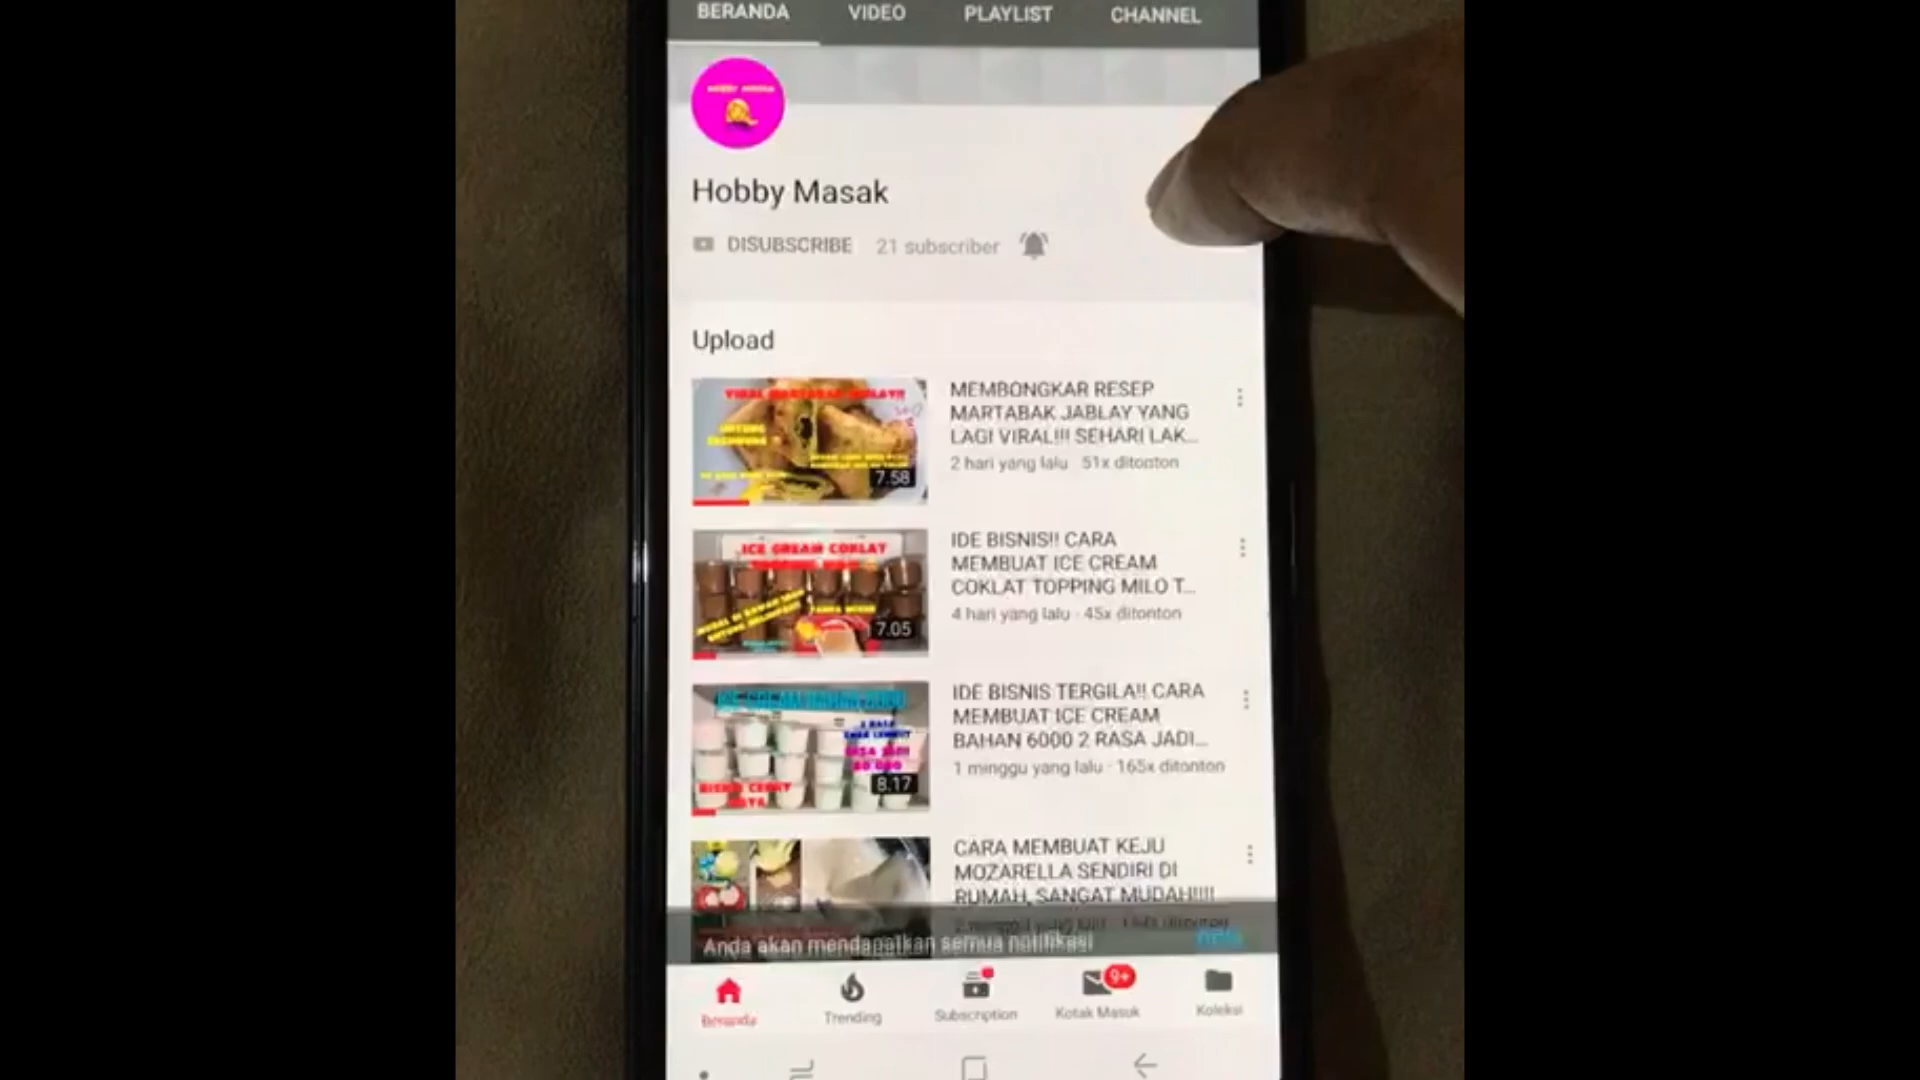 BERANDA VIDEO PLAYLIST CHANNEL
Hobby Masak
DISUBSCRIBE 21 subscriber
Upload
MEMBONGKAR RESEP
MARTABAK JABLAY YANG
LAGI VIRAL!!! SEHARI LAK...
2 hari yang lalu 51x ditonton
7.58
ICE CREAM COKLAT
7.05
IDE BISNIS!! CARA
MEMBUAT ICE CREAM
COKLAT TOPPING MILO T...
4 hari yang lalu · 45x ditonton
8.17
IDE BISNIS TERGILA!! CARA
MEMBUAT ICE CREAM
BAHAN 6000 2 RASA JADI...
1 minggu yang lalu · 165x ditonton
CARA MEMBUAT KEJU
MOZARELLA SENDIRI DI
RUMAH, SANGAT MUDAH!!!!
Anda akan mendapatkan semua notifikasi
9+
Beranda Trending Subscription Kotak Masuk Koleksi